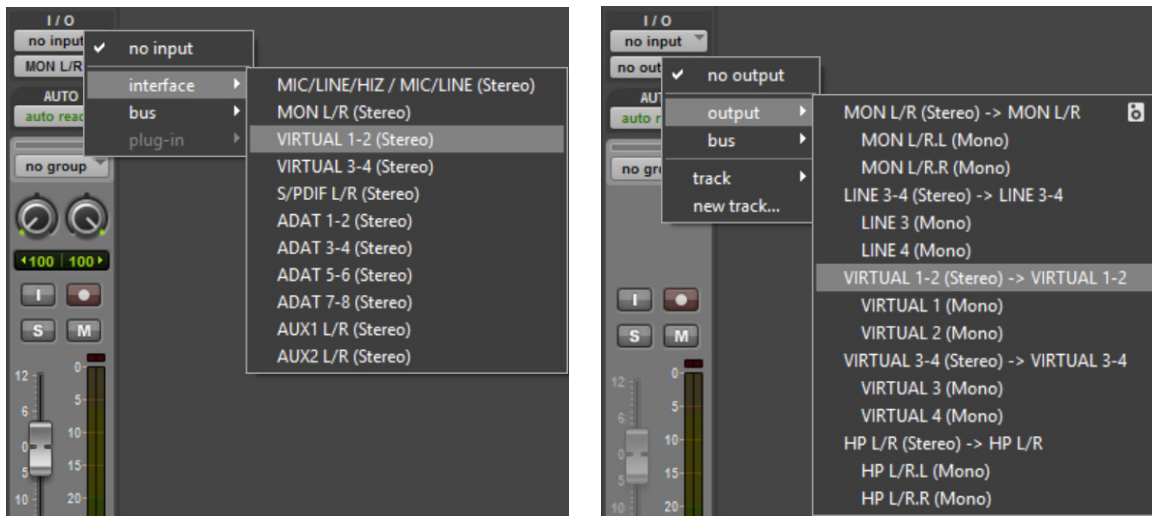 I / O
no input
MON L/R
AUTO
auto read
no group
100 100
I
S M
12
6
0
5
10
0
5
10
15
20
no input
interface
bus
plug-in
MIC/LINE/HIZ / MIC/LINE (Stereo)
MON L/R (Stereo)
VIRTUAL 1-2 (Stereo)
VIRTUAL 3-4 (Stereo)
S/PDIF L/R (Stereo)
ADAT 1-2 (Stereo)
ADAT 3-4 (Stereo)
ADAT 5-6 (Stereo)
ADAT 7-8 (Stereo)
AUX1 L/R (Stereo)
AUX2 L/R (Stereo)
I / O
no input
no out
AU
auto r
no gr
I
S M
12
6
0
5
10
0
5
10
15
20
no output
output
bus
track
new track...
MON L/R (Stereo) -> MON L/R
MON L/R.L (Mono)
MON L/R.R (Mono)
LINE 3-4 (Stereo) -> LINE 3-4
LINE 3 (Mono)
LINE 4 (Mono)
VIRTUAL 1-2 (Stereo) -> VIRTUAL 1-2
VIRTUAL 1 (Mono)
VIRTUAL 2 (Mono)
VIRTUAL 3-4 (Stereo) -> VIRTUAL 3-4
VIRTUAL 3 (Mono)
VIRTUAL 4 (Mono)
HP L/R (Stereo) -> HP L/R
HP L/R.L (Mono)
HP L/R.R (Mono)